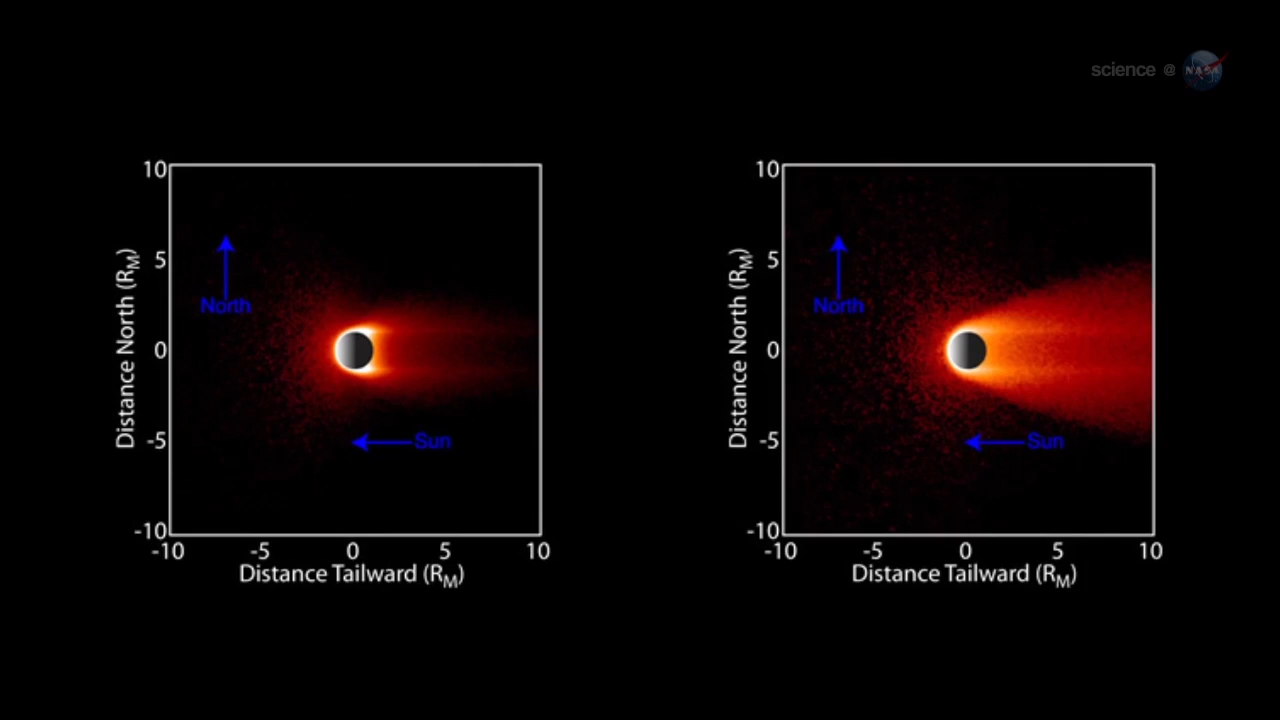 science @ NASA
10
5
0
-5
-10
Distance North (RM)
North
Sun
-10 -5 0 5 10
Distance Tailward (RM)
10
5
0
-5
-10
Distance North (RM)
North
Sun
-10 -5 0 5 10
Distance Tailward (RM)